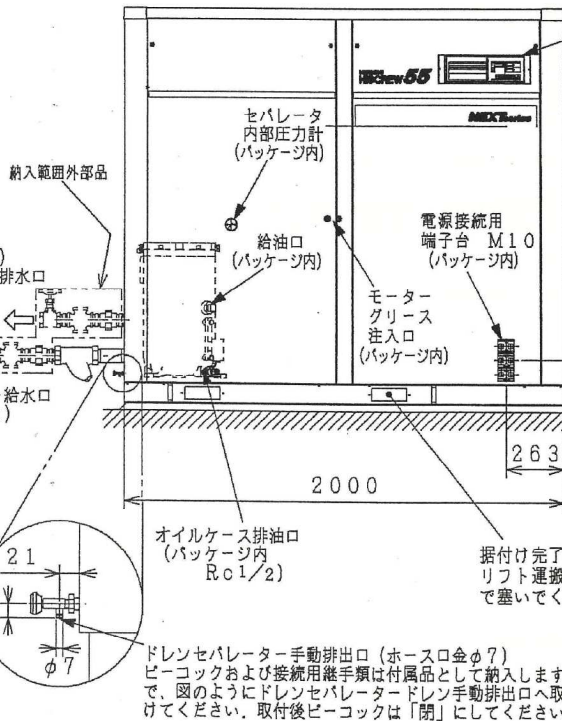 HISCREW 55
NEXTseries
セパレータ
内部圧力計
(パッケージ内)
納入範囲外部品
給油口
(パッケージ内)
電源接続用
端子台 M10
(パッケージ内)
)
排水口
モーター
グリース
注入口
(パッケージ内)
給水口
)
263
2000
オイルケース排油口
(パッケージ内
Rc1/2)
据付け完了
リフト運搬
で塞いでく
21
φ7
ドレンセパレーター手動排出口(ホース口金φ7)
ピーコックおよび接続用継手類は付属品として納入します
で、図のようにドレンセパレータードレン手動排出口へ取
けてください。取付後ピーコックは「閉」にしてください